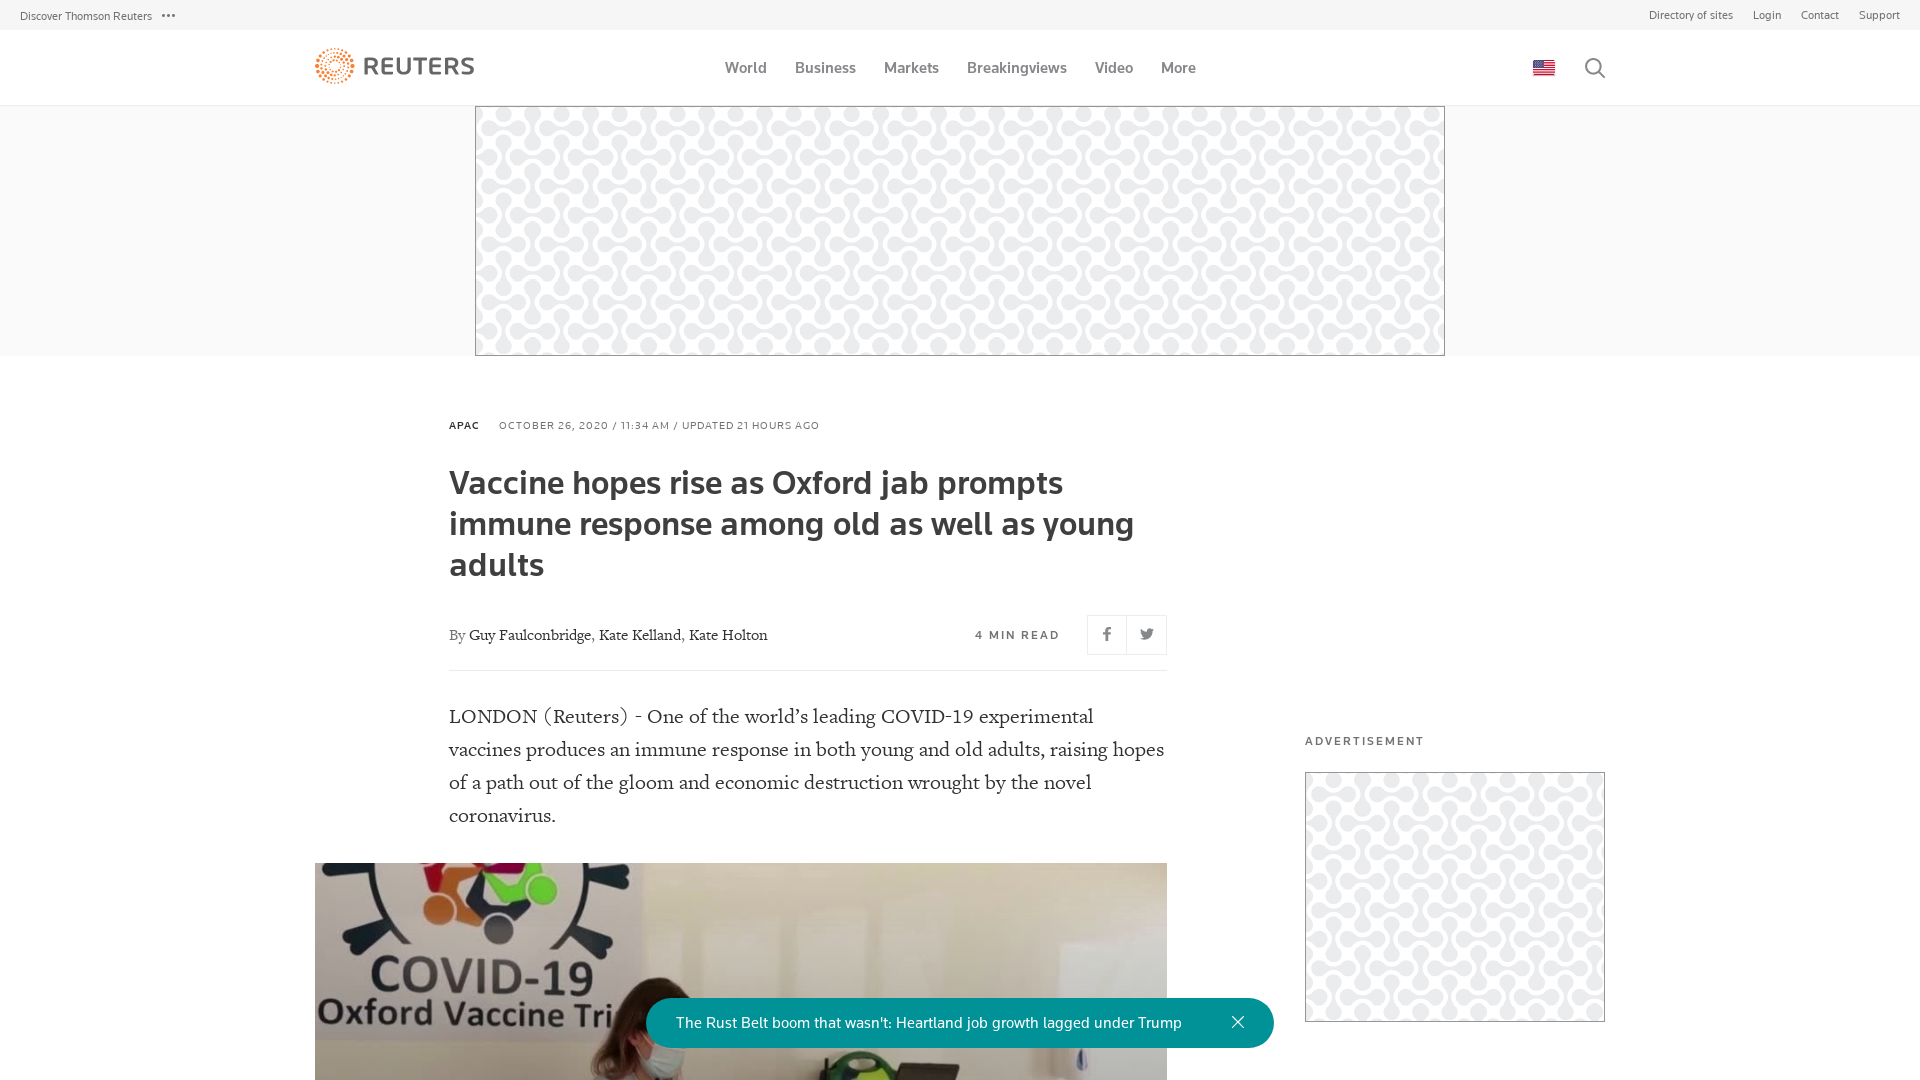 Discover Thomson Reuters
Directory of sites
Login
Contact
Support
REUTERS
World
Business
Markets
Breakingviews
Video
More
APAC
OCTOBER 26, 2020 / 11:34 AM / UPDATED 21 HOURS AGO
Vaccine hopes rise as Oxford jab prompts
immune response among old as well as young
adults
By Guy Faulconbridge, Kate Kelland, Kate Holton
4 MIN READ
LONDON (Reuters) - One of the world’s leading COVID-19 experimental
vaccines produces an immune response in both young and old adults, raising hopes
of a path out of the gloom and economic destruction wrought by the novel
coronavirus.
ADVERTISEMENT
COVID-19
Oxford Vaccine Tri
The Rust Belt boom that wasn't: Heartland job growth lagged under Trump